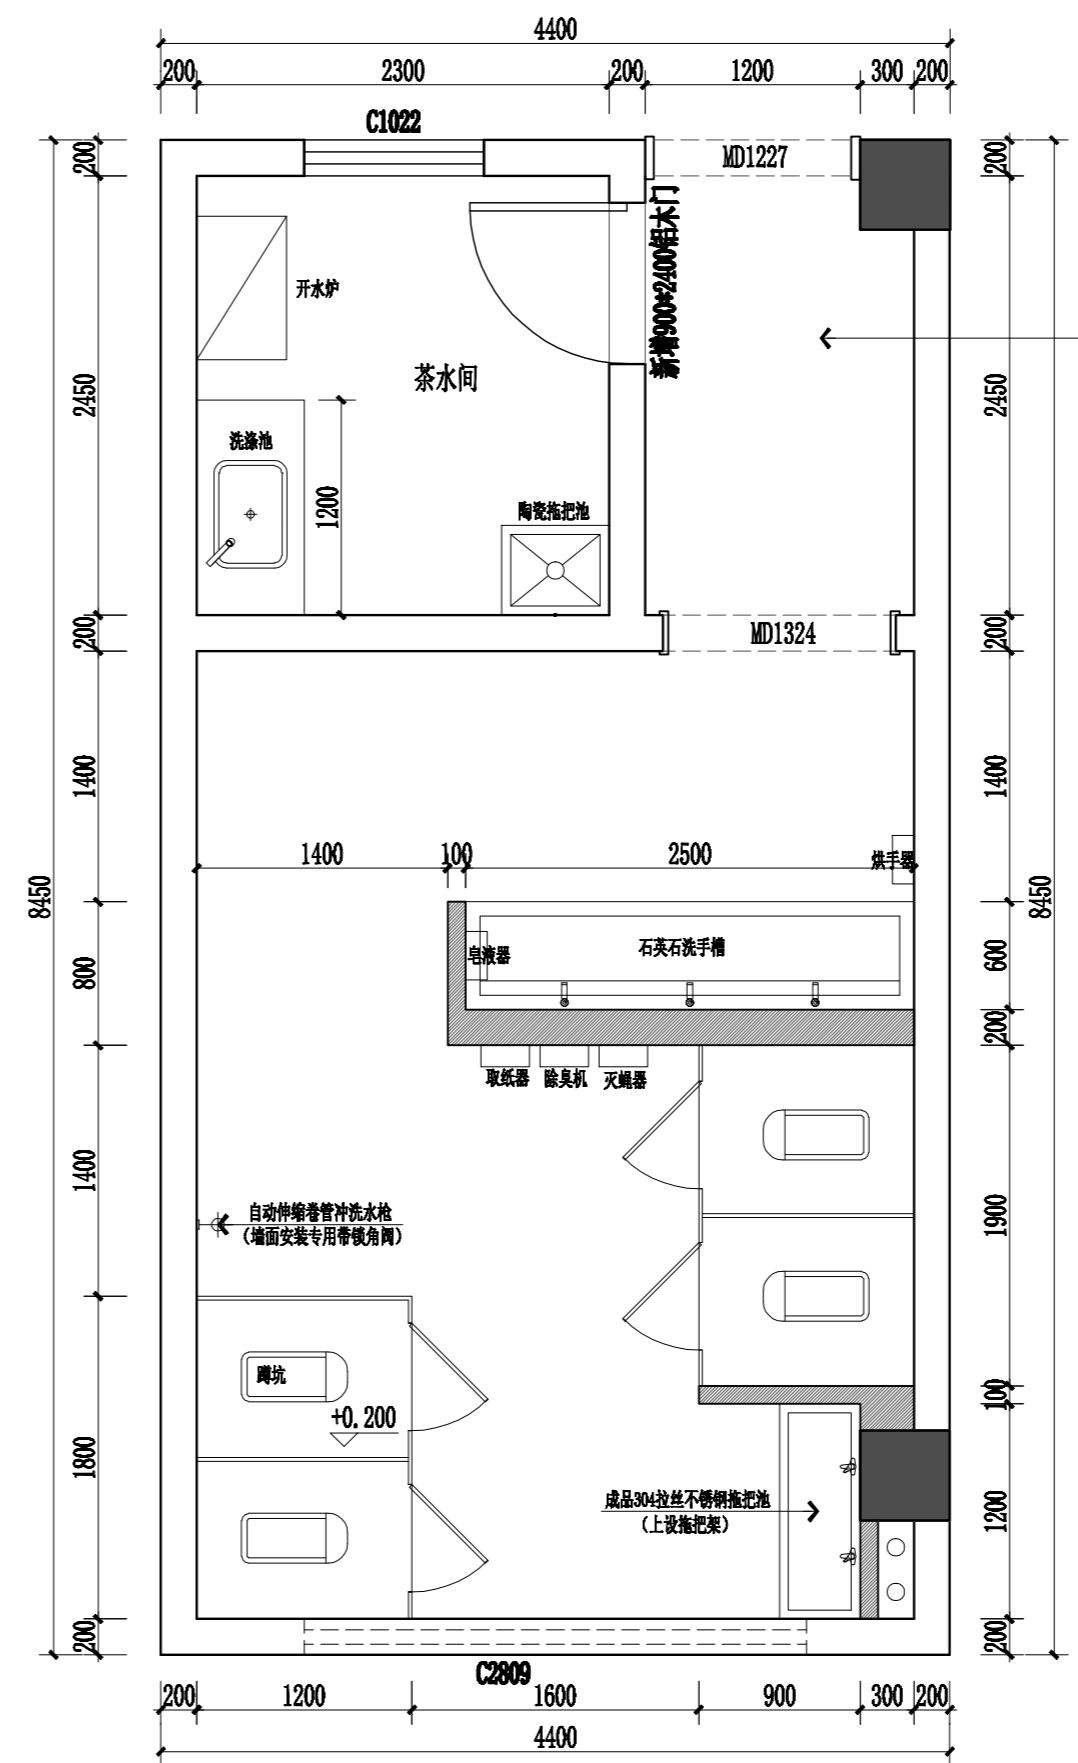 4400
200
2300
200
1200
300
200
C1022
MD1227
200
200
新增900*2400铝木门
开水炉
茶水间
2450
2450
洗涤池
1200
陶瓷拖把池
200
MD1324
200
1400
1400
1400
100
2500
烘手器
8450
8450
800
皂液器
石英石洗手槽
600
200
取纸器
除臭机
灭蝇器
1400
1900
自动伸缩卷管冲洗水枪
(墙面安装专用带锁角阀)
蹲坑
+0.200
100
1800
成品304拉丝不锈钢拖把池
(上设拖把架)
1200
200
200
C2809
200
1200
1600
900
300
200
4400